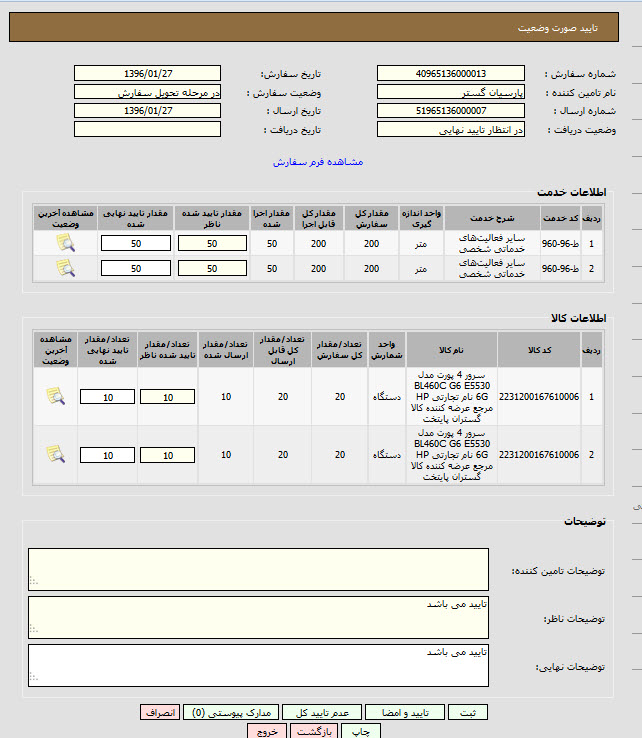 تایید صورت وضعیت
شماره سفارش : 40965136000013 تاریخ سفارش: 1396/01/27
نام تامین کننده : پارسیان گستر وضعیت سفارش : در مرحله تحویل سفارش
شماره ارسال : 51965136000007 تاریخ ارسال : 1396/01/27
وضعیت دریافت : در انتظار تایید نهایی تاریخ دریافت :
مشاهده فرم سفارش
اطلاعات خدمت
ردیف کد خدمت شرح خدمت واحد اندازه گیری مقدار کل سفارش مقدار کل قابل اجرا مقدار اجرا شده مقدار تایید شده ناظر مقدار تایید نهایی شده مشاهده آخرین وضعیت
1 ط-96-960 سایر فعالیت‌های خدماتی شخصی متر 200 200 50 50 50
2 ط-96-960 سایر فعالیت‌های خدماتی شخصی متر 200 200 50 50 50
اطلاعات کالا
ردیف کد کالا نام کالا واحد شمارش تعداد/مقدار کل سفارش تعداد/مقدار کل قابل ارسال تعداد/مقدار ارسال شده تعداد/مقدار تایید شده ناظر تعداد/مقدار تایید نهایی شده مشاهده آخرین وضعیت
1 2231200167610006 سرور 4 پورت مدل BL460C G6 E5530 6G نام تجارتی HP مرجع عرضه کننده کالا گستران پایتخت دستگاه 20 20 10 10 10
2 2231200167610006 سرور 4 پورت مدل BL460C G6 E5530 6G نام تجارتی HP مرجع عرضه کننده کالا گستران پایتخت دستگاه 20 20 10 10 10
توضیحات
توضیحات تامین کننده:
توضیحات ناظر: تایید می باشد
توضیحات نهایی: تایید می باشد
ثبت تایید و امضا عدم تایید کل مدارک پیوستی (0) انصراف
چاپ بازگشت خروج